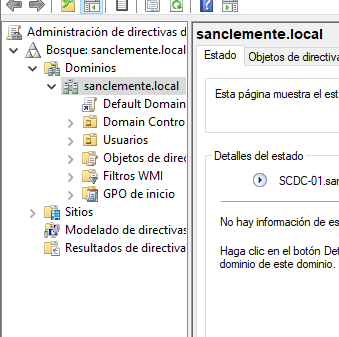 Administración de directivas d
Bosque: sanclemente.local
Dominios
sanclemente.local
Default Domain
Domain Contro
Usuarios
Objetos de direc
Filtros WMI
GPO de inicio
Sitios
Modelado de directivas
Resultados de directiva
sanclemente.local
Estado
Objetos de directiva
Esta página muestra el est
Detalles del estado
SCDC-01.san
No hay información de es
Haga clic en el botón Det
dominio de este dominio.